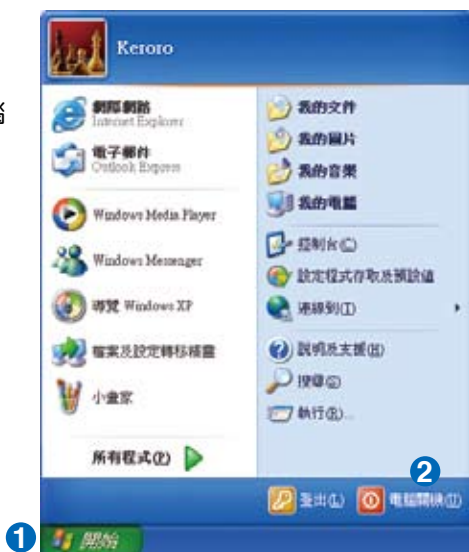 Keroro
網際網路
Internet Explorer
電子郵件
Outlook Express
Windows Media Player
Windows Messenger
導覽 Windows XP
檔案及設定轉移精靈
小畫家
所有程式(P)
我的文件
我的圖片
我的音樂
我的電腦
控制台(C)
設定程式存取及預設值
連線到(T)
說明及支援(H)
搜尋(S)
執行(R)...
2
登出(L)
電腦關機(U)
1
開始